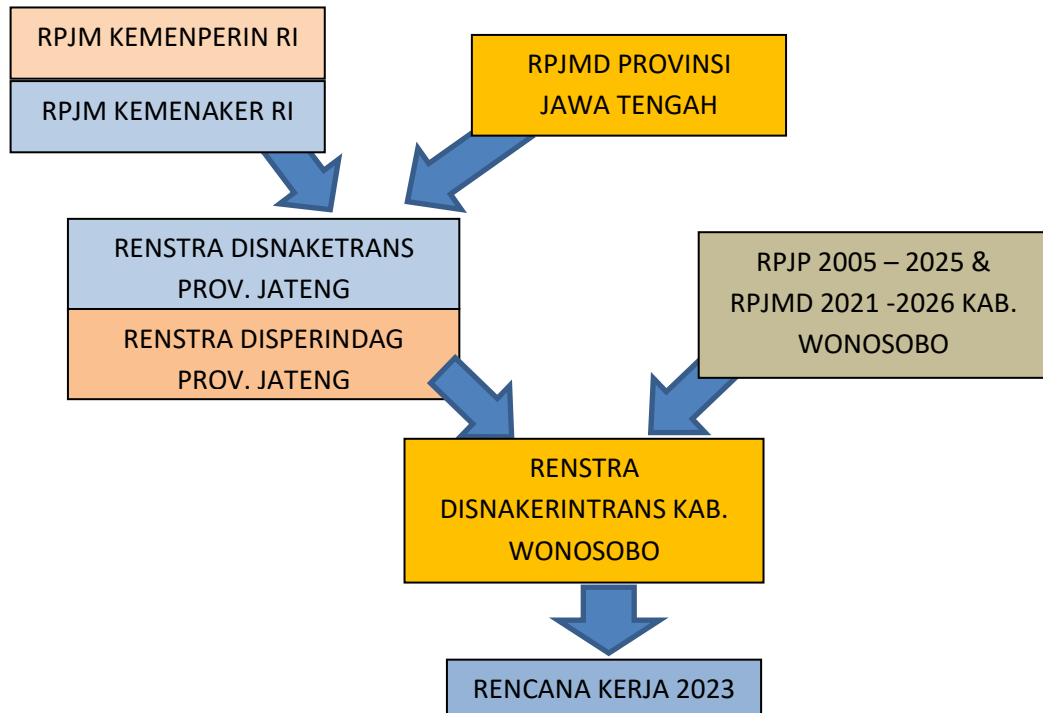 RPJM KEMENPERIN RI
RPJM KEMENAKER RI
RPJMD PROVINSI
JAWA TENGAH
RENSTRA DISNAKETRANS
PROV. JATENG
RENSTRA DISPERINDAG
PROV. JATENG
RPJP 2005 – 2025 &
RPJMD 2021 -2026 KAB.
WONOSOBO
RENSTRA
DISNAKERINTRANS KAB.
WONOSOBO
RENCANA KERJA 2023